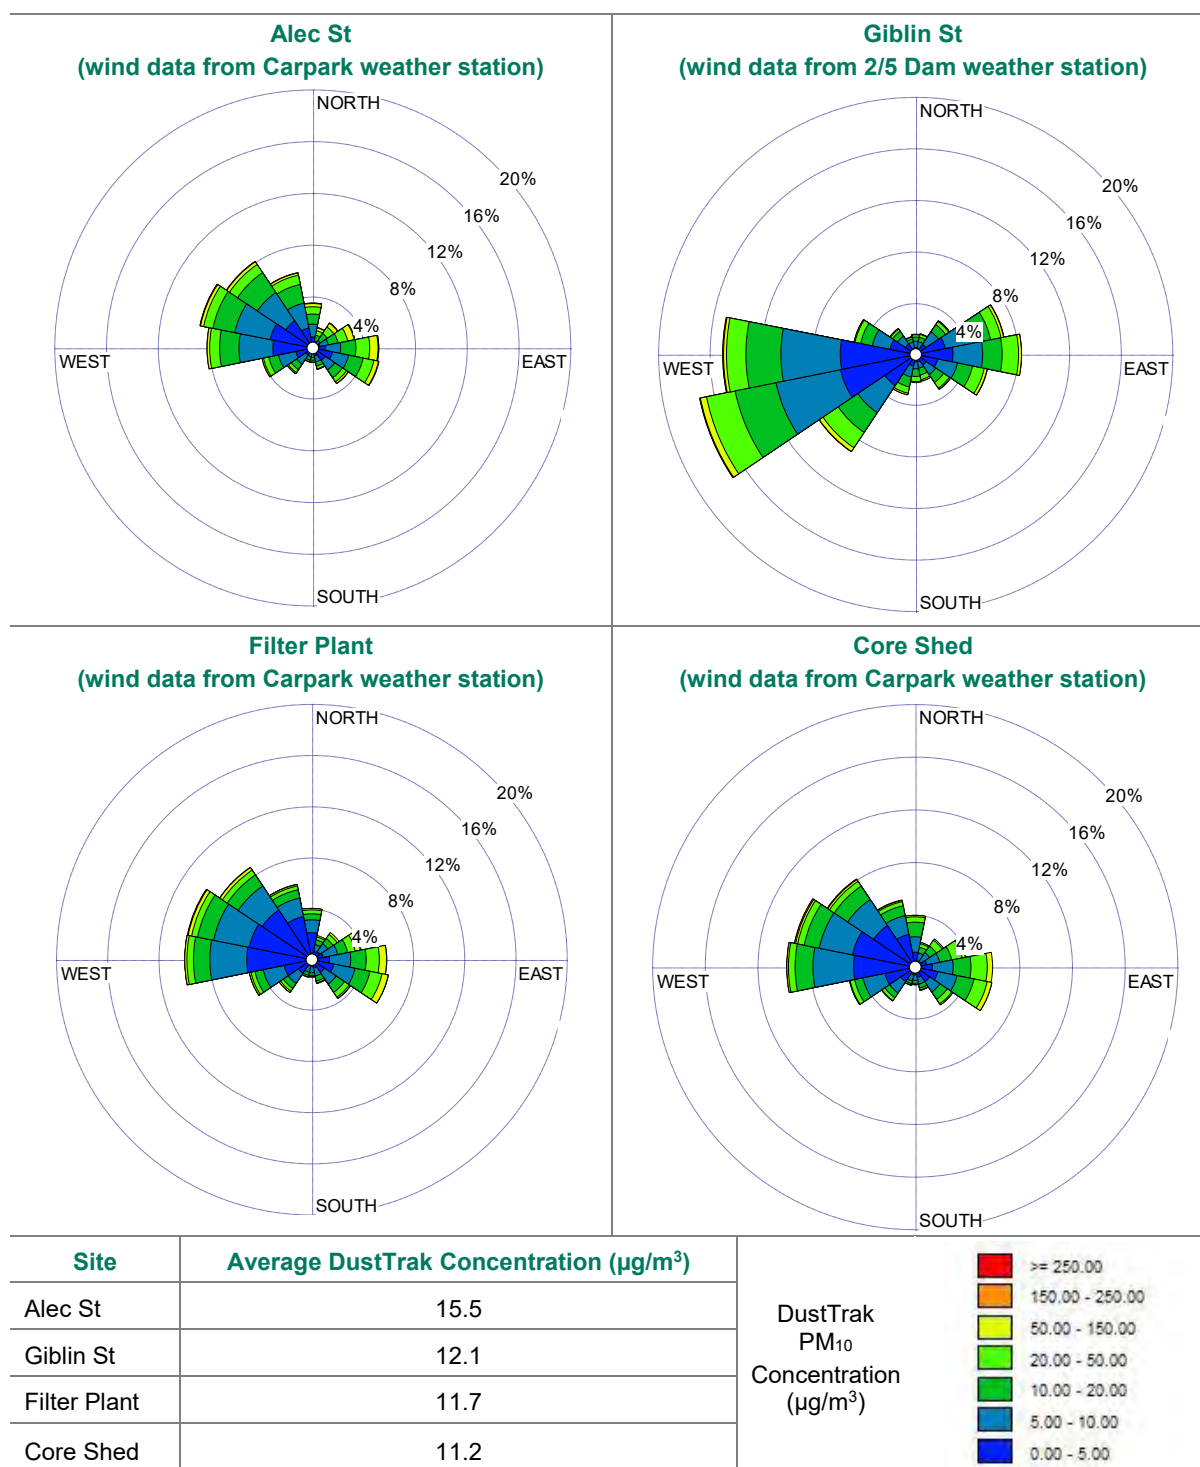 Alec St
(wind data from Carpark weather station)
NORTH
20%
16%
12%
8%
4%
WEST
EAST
SOUTH
Giblin St
(wind data from 2/5 Dam weather station)
NORTH
20%
16%
12%
8%
4%
WEST
EAST
SOUTH
Filter Plant
(wind data from Carpark weather station)
NORTH
20%
16%
12%
8%
4%
WEST
EAST
SOUTH
Core Shed
(wind data from Carpark weather station)
NORTH
20%
16%
12%
8%
4%
WEST
EAST
SOUTH
Site Average DustTrak Concentration (µg/m³)
Alec St 15.5
Giblin St 12.1
Filter Plant 11.7
Core Shed 11.2
DustTrak
PM₁₀
Concentration
(µg/m³)
>= 250.00
150.00 - 250.00
50.00 - 150.00
20.00 - 50.00
10.00 - 20.00
5.00 - 10.00
0.00 - 5.00